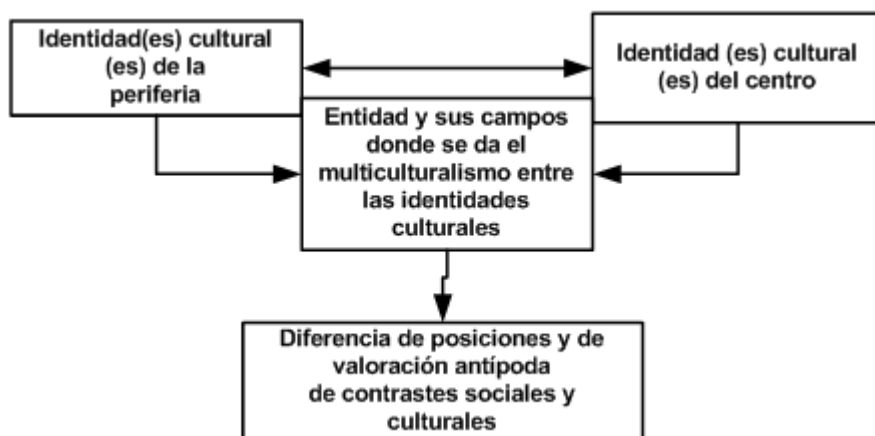 Identidad(es) cultural
(es) de la
periferia
Identidad (es) cultural
(es) del centro
Entidad y sus campos
donde se da el
multiculturalismo entre
las identidades
culturales
Diferencia de posiciones y de
valoración antípoda
de contrastes sociales y
culturales